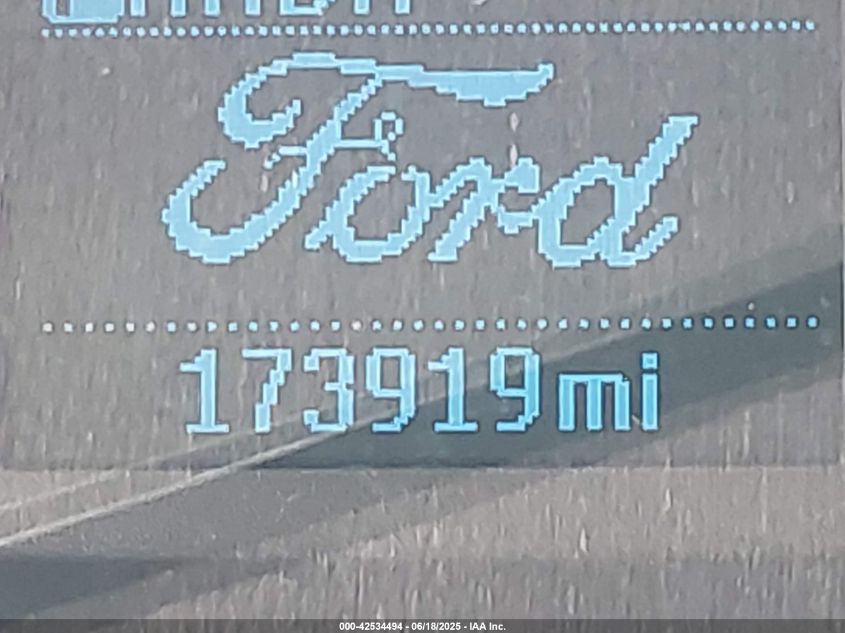 Ford
173919mi
000-42534494 - 06/18/2025 - IAA Inc.